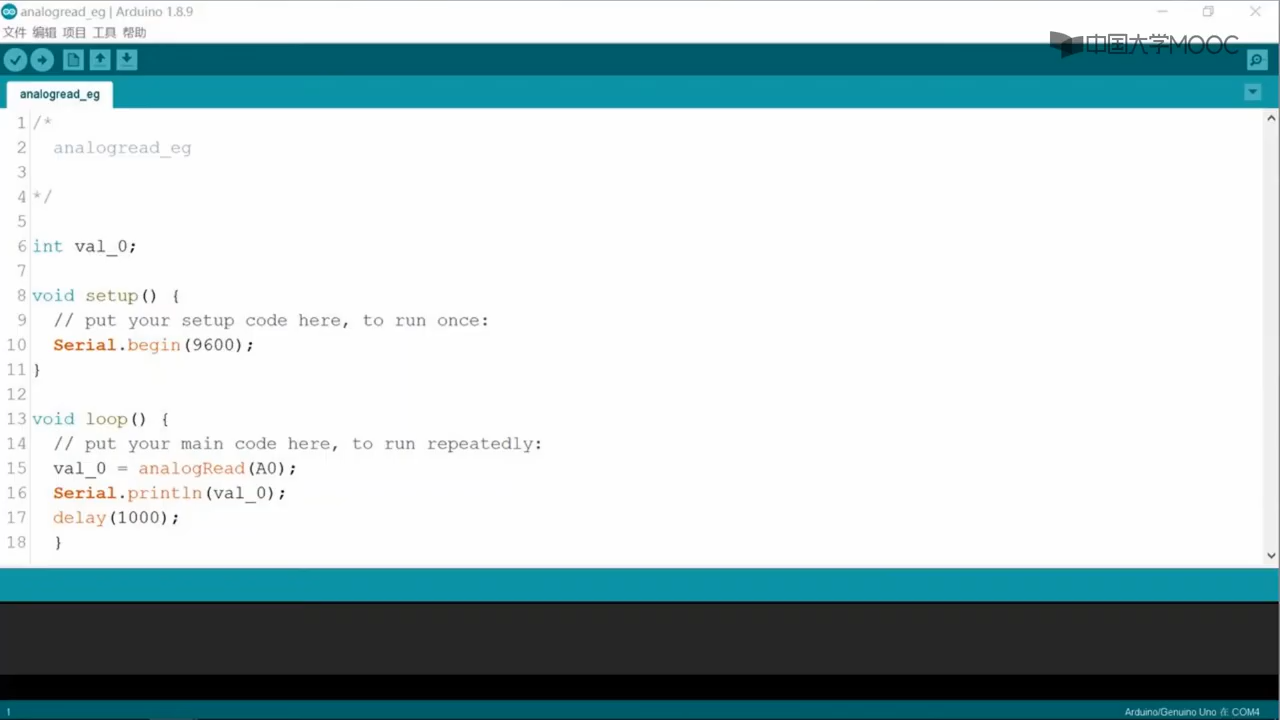 analogread_eg | Arduino 1.8.9
文件 编辑 项目 工具 帮助
中国大学MOOC
analogread_eg
1 /*
2 analogread_eg
3
4 */
5
6 int val_0;
7
8 void setup() {
9 // put your setup code here, to run once:
10 Serial.begin(9600);
11 }
12
13 void loop() {
14 // put your main code here, to run repeatedly:
15 val_0 = analogRead(A0);
16 Serial.println(val_0);
17 delay(1000);
18 }
1
Arduino/Genuino Uno 在 COM4